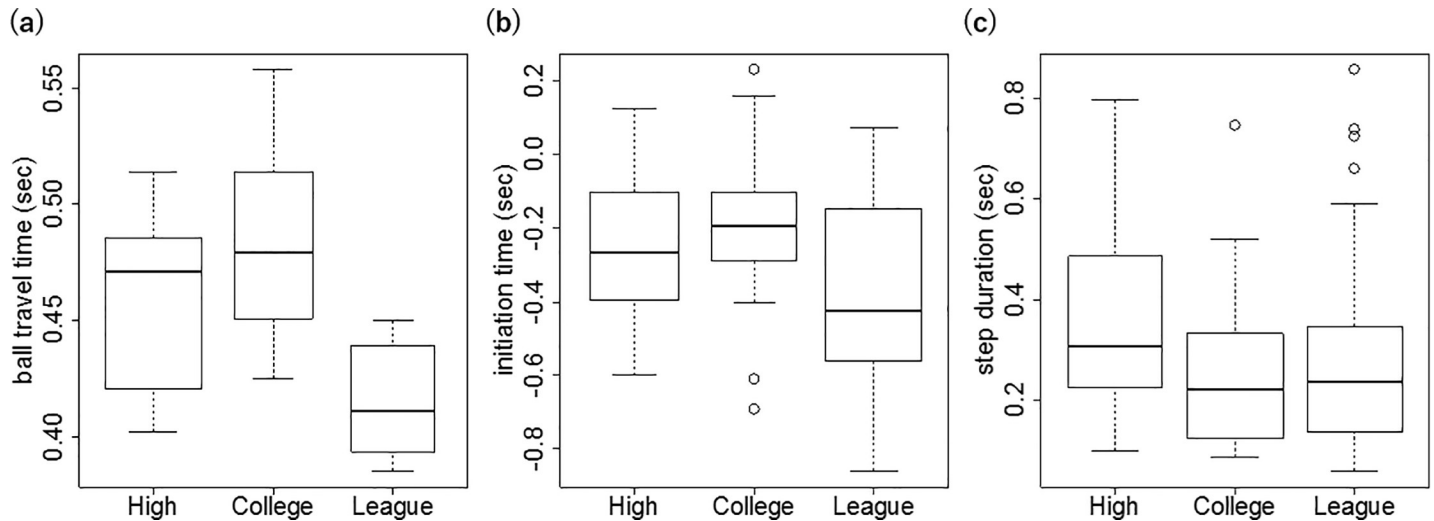 (a)
ball travel time (sec)
0.55
0.50
0.45
0.40
High College League
(b)
initiation time (sec)
0.2
0.0
-0.2
-0.4
-0.6
-0.8
High College League
(c)
step duration (sec)
0.8
0.6
0.4
0.2
High College League